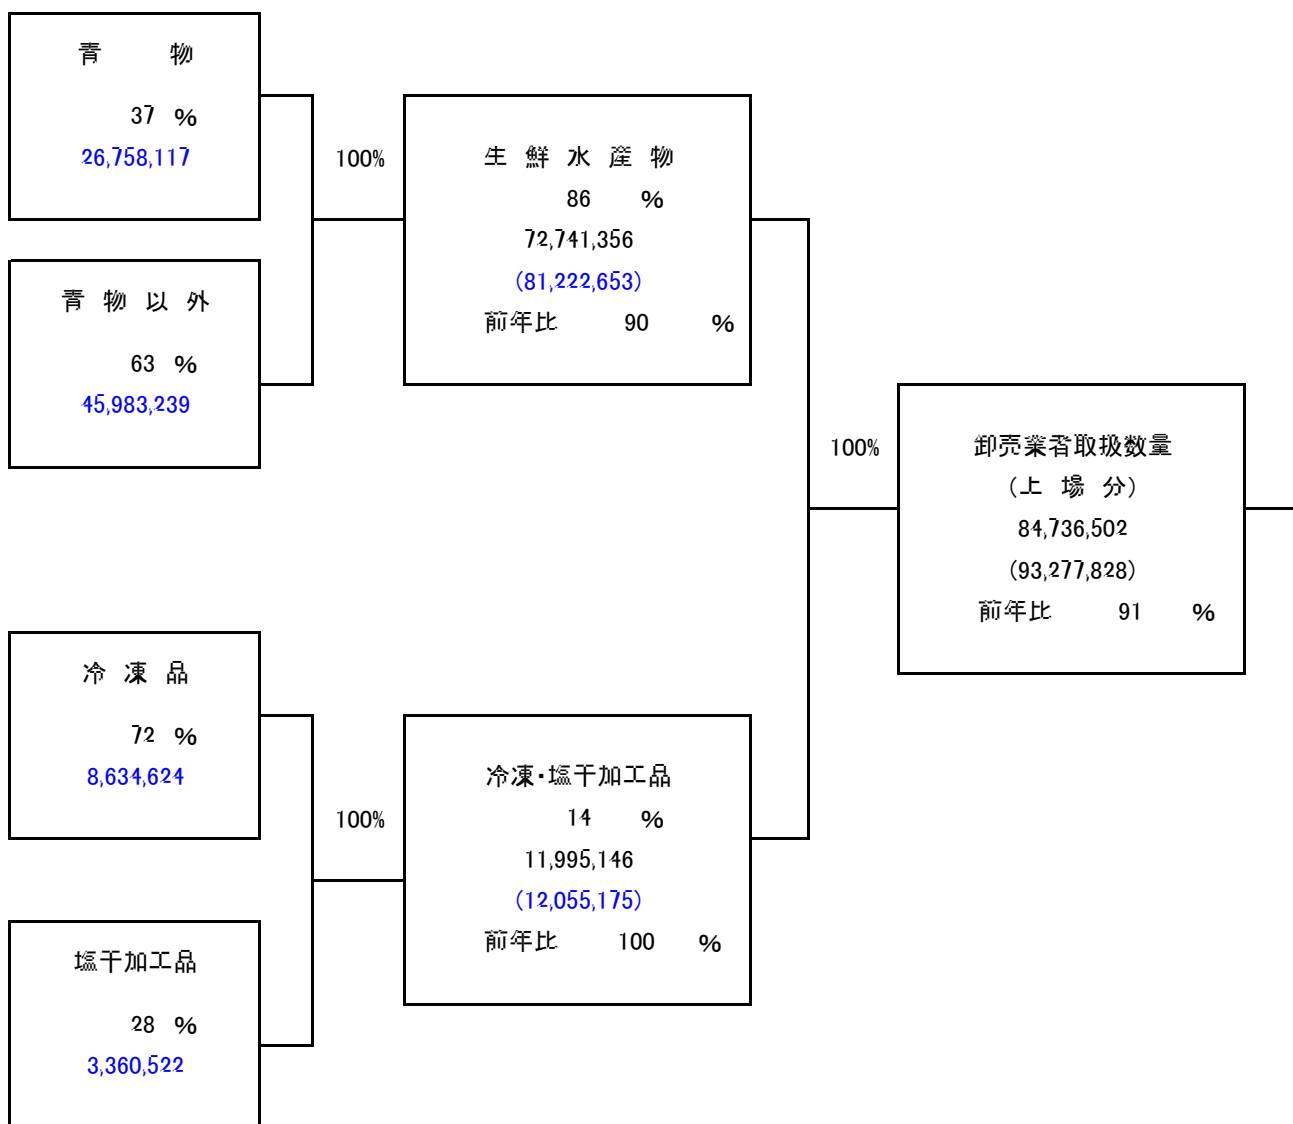 青 物
37 %
26,758,117
青 物 以 外
63 %
45,983,239
100%
生 鮮 水 産 物
86 %
72,741,356
(81,222,653)
前年比 90 %
冷 凍 品
72 %
8,634,624
塩干加工品
28 %
3,360,522
100%
冷凍・塩干加工品
14 %
11,995,146
(12,055,175)
前年比 100 %
100%
卸売業者取扱数量
(上 場 分)
84,736,502
(93,277,828)
前年比 91 %